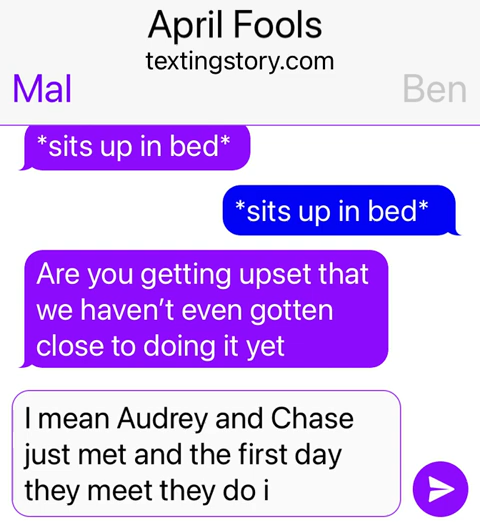 April Fools
textingstory.com
Mal
Ben
*sits up in bed*
*sits up in bed*
Are you getting upset that
we haven’t even gotten
close to doing it yet
I mean Audrey and Chase
just met and the first day
they meet they do i